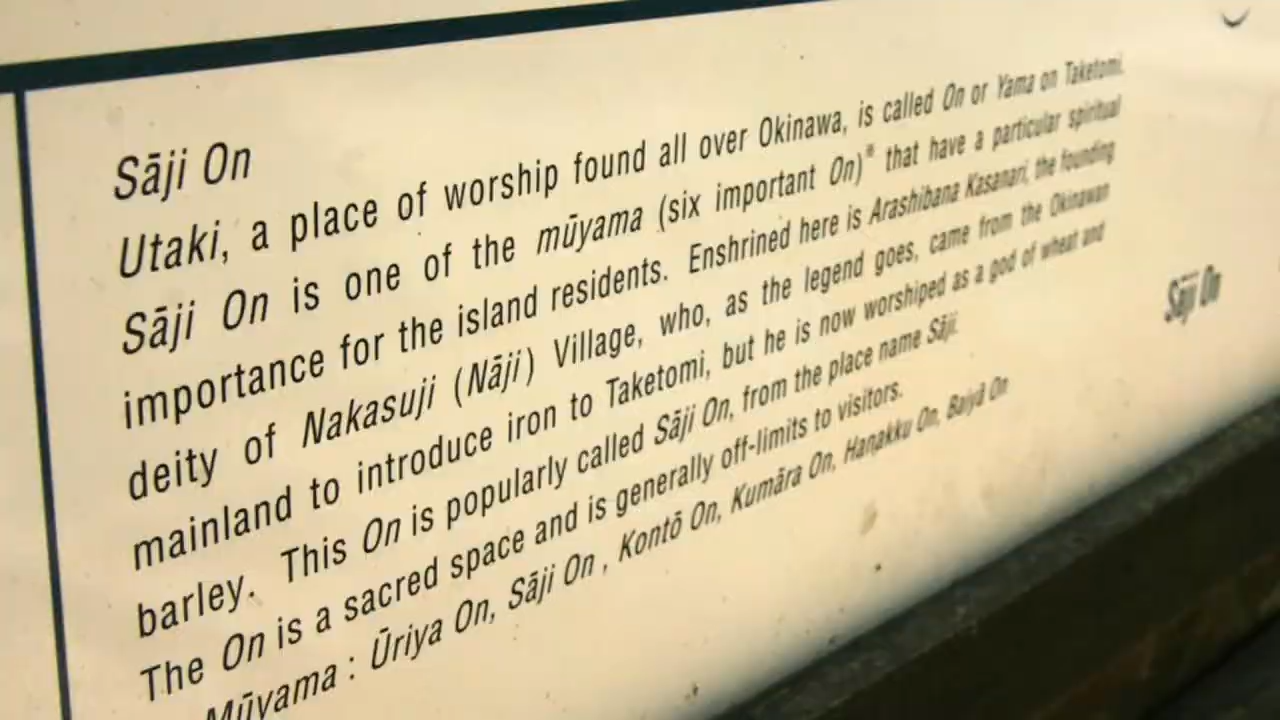 Sāji On
Utaki, a place of worship found all over Okinawa, is called On or Yama on Taketomi.
Sāji On is one of the mūyama (six important On)* that have a particular spiritual
importance for the island residents. Enshrined here is Arashibana Kasanari, the founding
deity of Nakasuji (Nāji) Village, who, as the legend goes, came from the Okinawan
mainland to introduce iron to Taketomi, but he is now worshiped as a god of wheat and
barley. This On is popularly called Sāji On, from the place name Sāji.
The On is a sacred space and is generally off-limits to visitors.
Mūyama : Ūriya On, Sāji On , Kontō On, Kumāra On, Hanakku On, Baiyā On
Sāji On